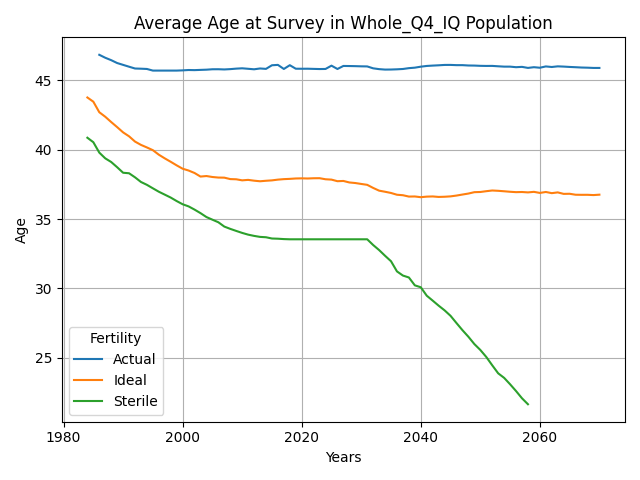 Average Age at Survey in Whole_Q4_IQ Population
Age
45
40
35
30
25
Fertility
Actual
Ideal
Sterile
1980
2000
2020
2040
2060
Years